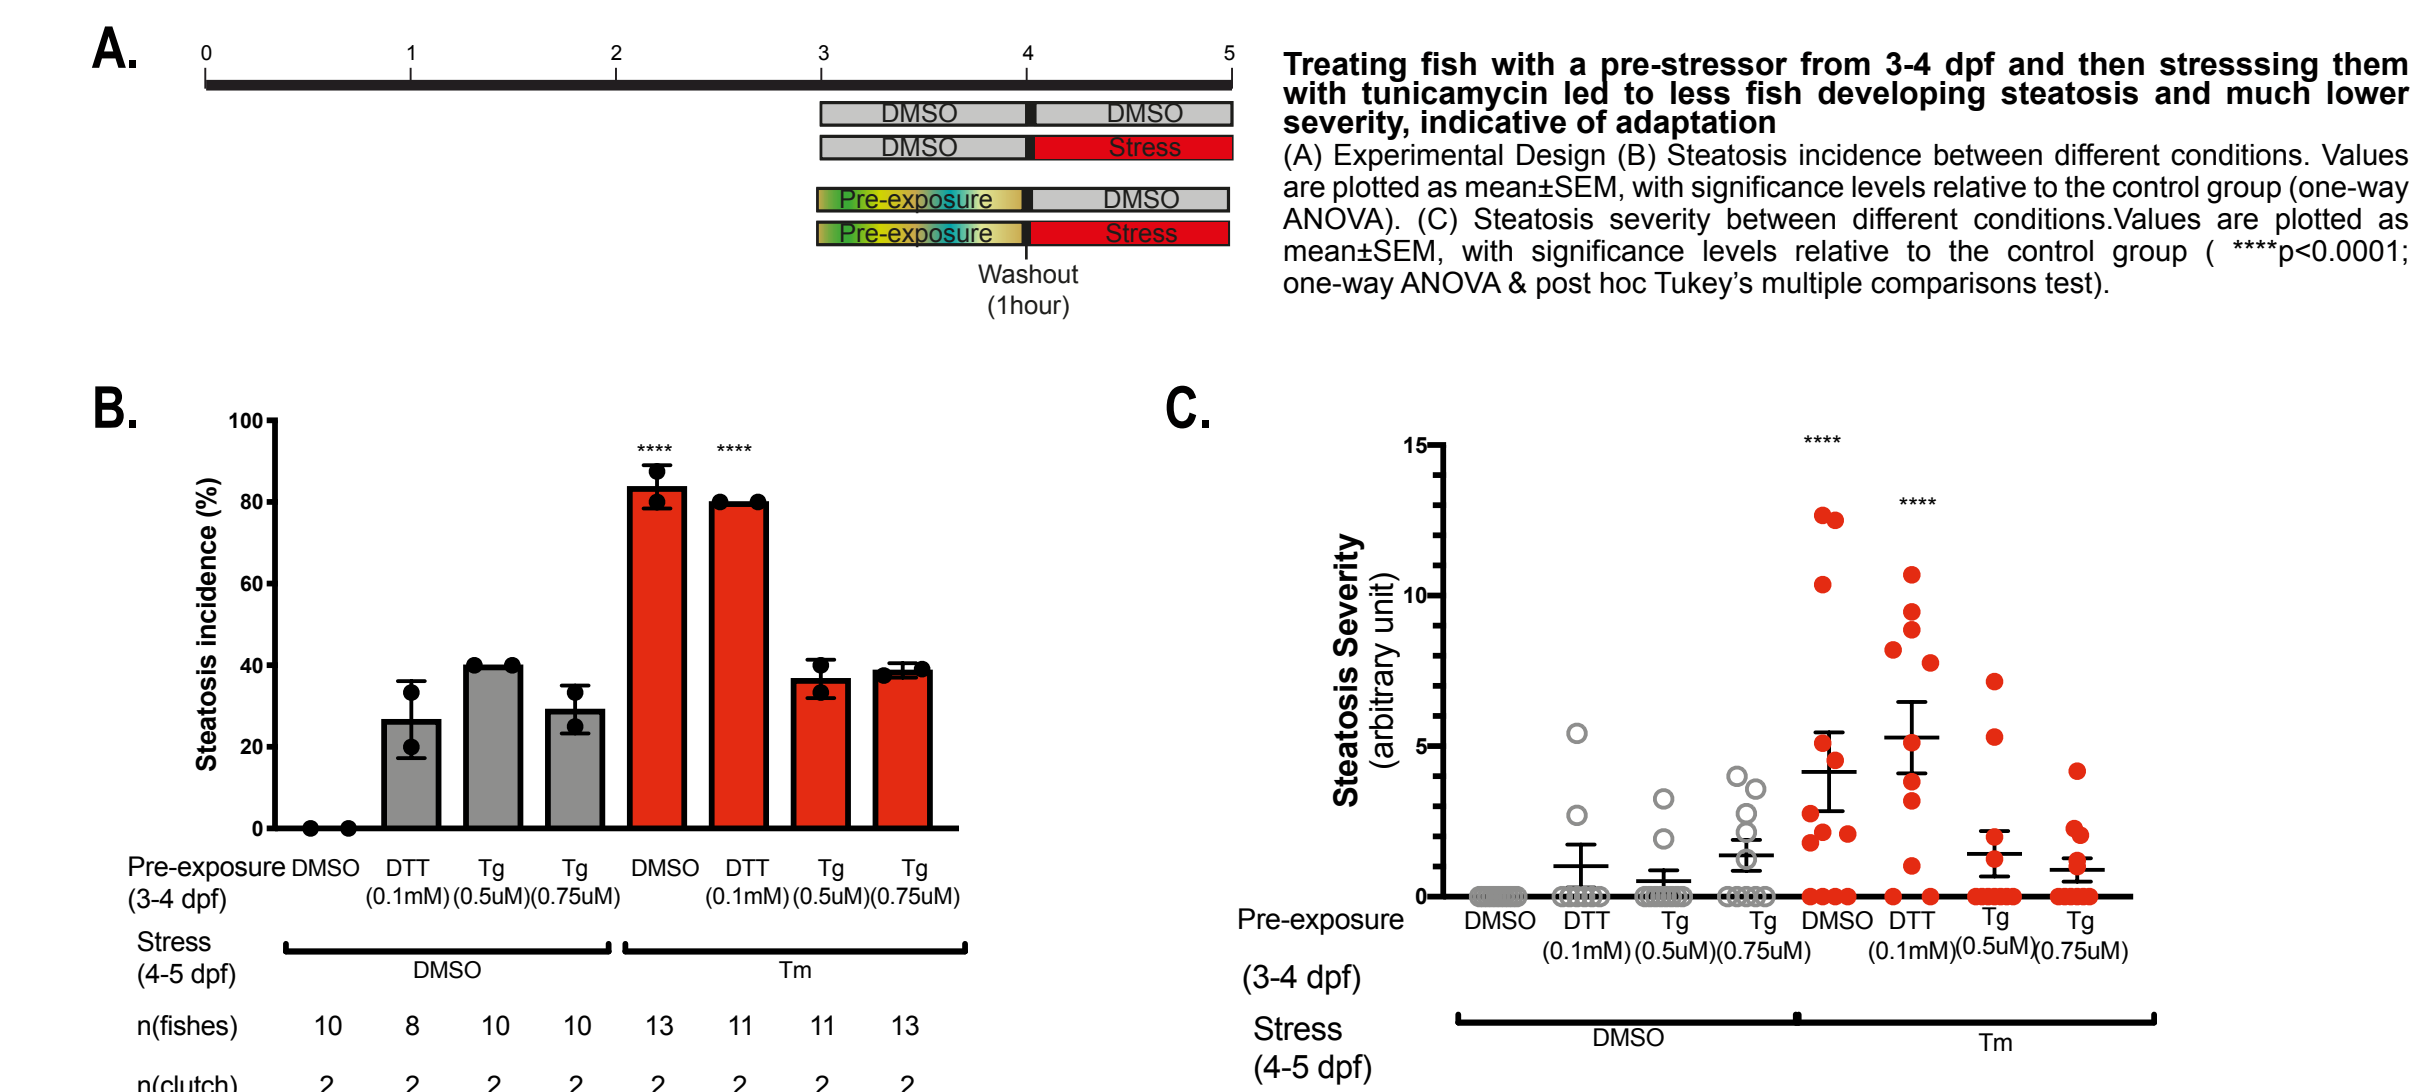 A.
0 1 2 3 4 5
DMSO DMSO
DMSO Stress
Pre-exposure DMSO
Pre-exposure Stress
Washout
(1hour)
Treating fish with a pre-stressor from 3-4 dpf and then stresssing them
with tunicamycin led to less fish developing steatosis and much lower
severity, indicative of adaptation
(A) Experimental Design (B) Steatosis incidence between different conditions. Values
are plotted as mean±SEM, with significance levels relative to the control group (one-way
ANOVA). (C) Steatosis severity between different conditions.Values are plotted as
mean±SEM, with significance levels relative to the control group ( ****p<0.0001;
one-way ANOVA & post hoc Tukey's multiple comparisons test).
B.
Steatosis incidence (%)
100
80
60
40
20
0
**** ****
Pre-exposure DMSO DTT Tg Tg DMSO DTT Tg Tg
(3-4 dpf) (0.1mM) (0.5uM) (0.75uM) (0.1mM) (0.5uM) (0.75uM)
Stress
(4-5 dpf)
DMSO Tm
n(fishes) 10 8 10 10 13 11 11 13
n(clutch) 2 2 2 2 2 2 2 2
C.
Steatosis Severity
(arbitrary unit)
15
10
5
0
****
****
Pre-exposure DMSO DTT Tg Tg DMSO DTT Tg Tg
(0.1mM) (0.5uM) (0.75uM) (0.1mM) (0.5uM) (0.75uM)
(3-4 dpf)
Stress
(4-5 dpf)
DMSO Tm